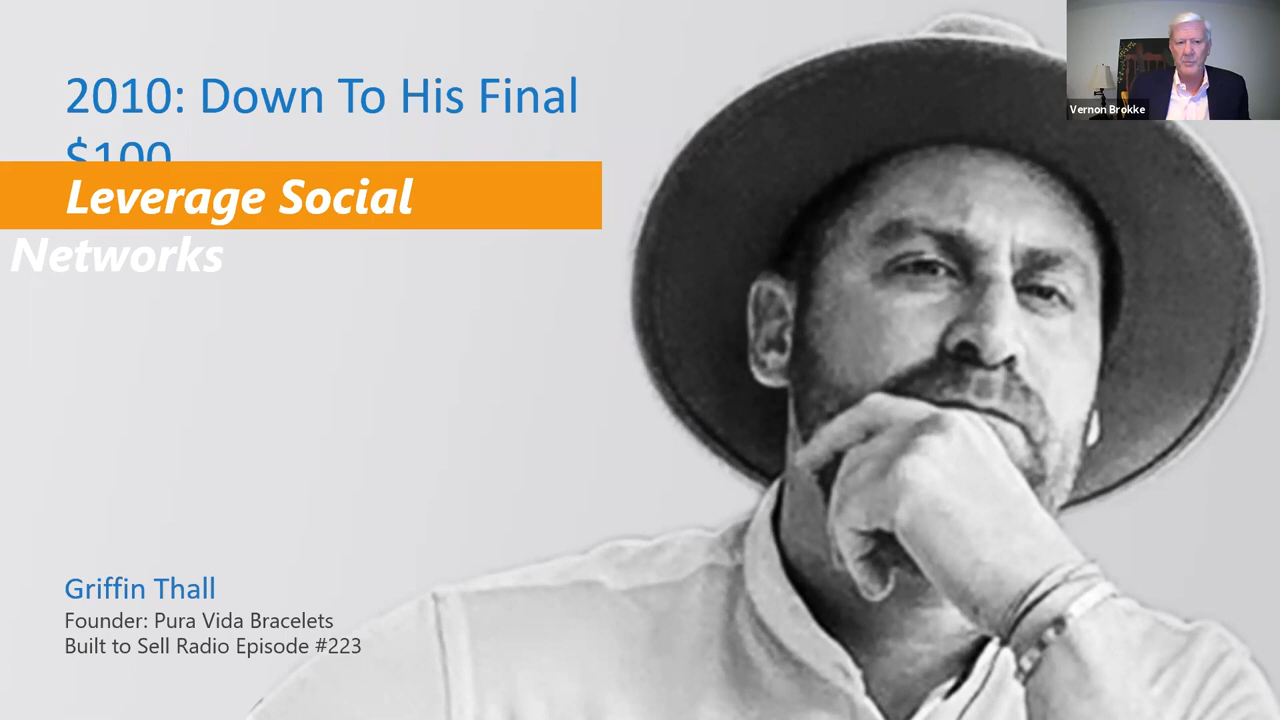 2010: Down To His Final
$100
Leverage Social
Networks
Griffin Thall
Founder: Pura Vida Bracelets
Built to Sell Radio Episode #223
Vernon Brokke